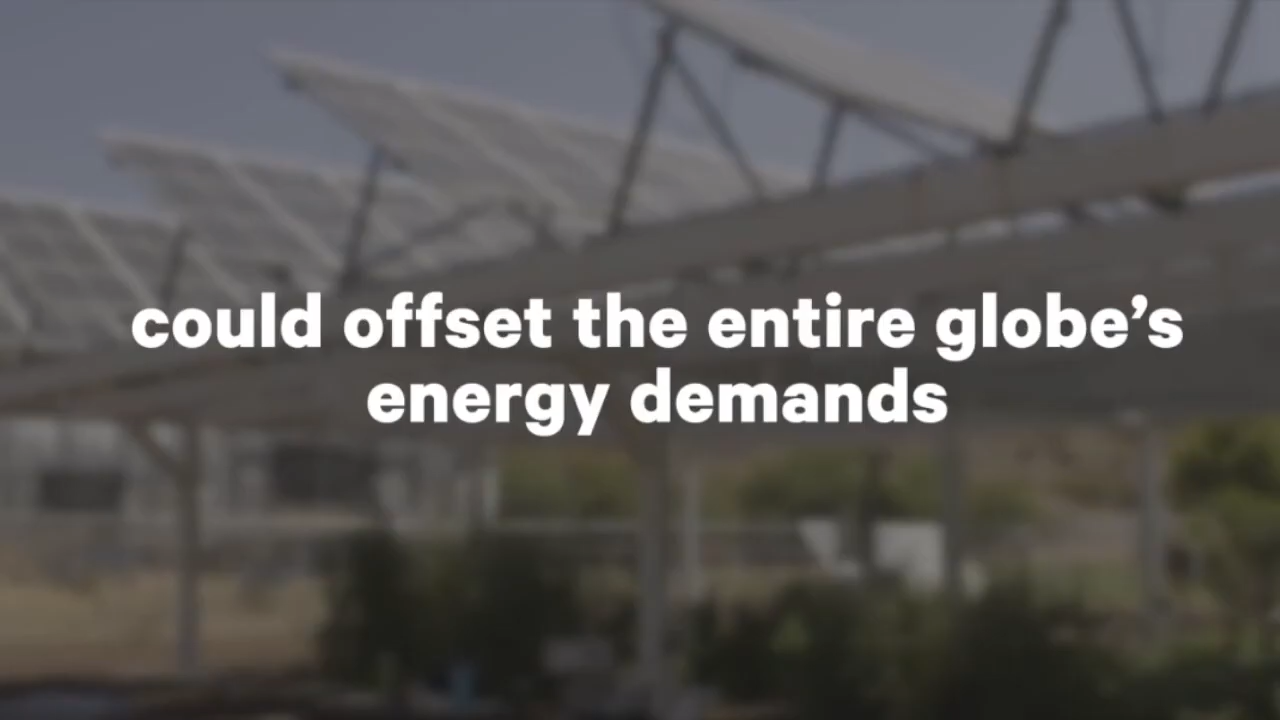 could offset the entire globe’s
energy demands